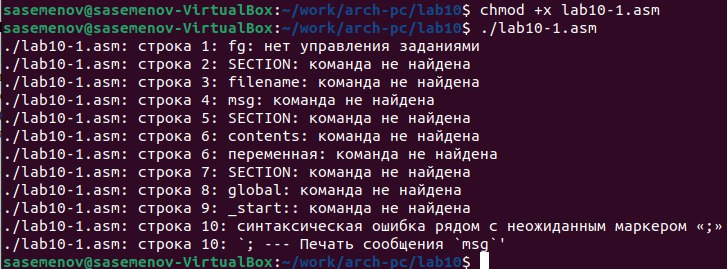 sasemenov@sasemenov-VirtualBox:~/work/arch-pc/lab10$ chmod +x lab10-1.asm
sasemenov@sasemenov-VirtualBox:~/work/arch-pc/lab10$ ./lab10-1.asm
./lab10-1.asm: строка 1: fg: нет управления заданиями
./lab10-1.asm: строка 2: SECTION: команда не найдена
./lab10-1.asm: строка 3: filename: команда не найдена
./lab10-1.asm: строка 4: msg: команда не найдена
./lab10-1.asm: строка 5: SECTION: команда не найдена
./lab10-1.asm: строка 6: contents: команда не найдена
./lab10-1.asm: строка 6: переменная: команда не найдена
./lab10-1.asm: строка 7: SECTION: команда не найдена
./lab10-1.asm: строка 8: global: команда не найдена
./lab10-1.asm: строка 9: _start:: команда не найдена
./lab10-1.asm: строка 10: синтаксическая ошибка рядом с неожиданным маркером «;»
./lab10-1.asm: строка 10: `; --- Печать сообщения `msg`'
sasemenov@sasemenov-VirtualBox:~/work/arch-pc/lab10$